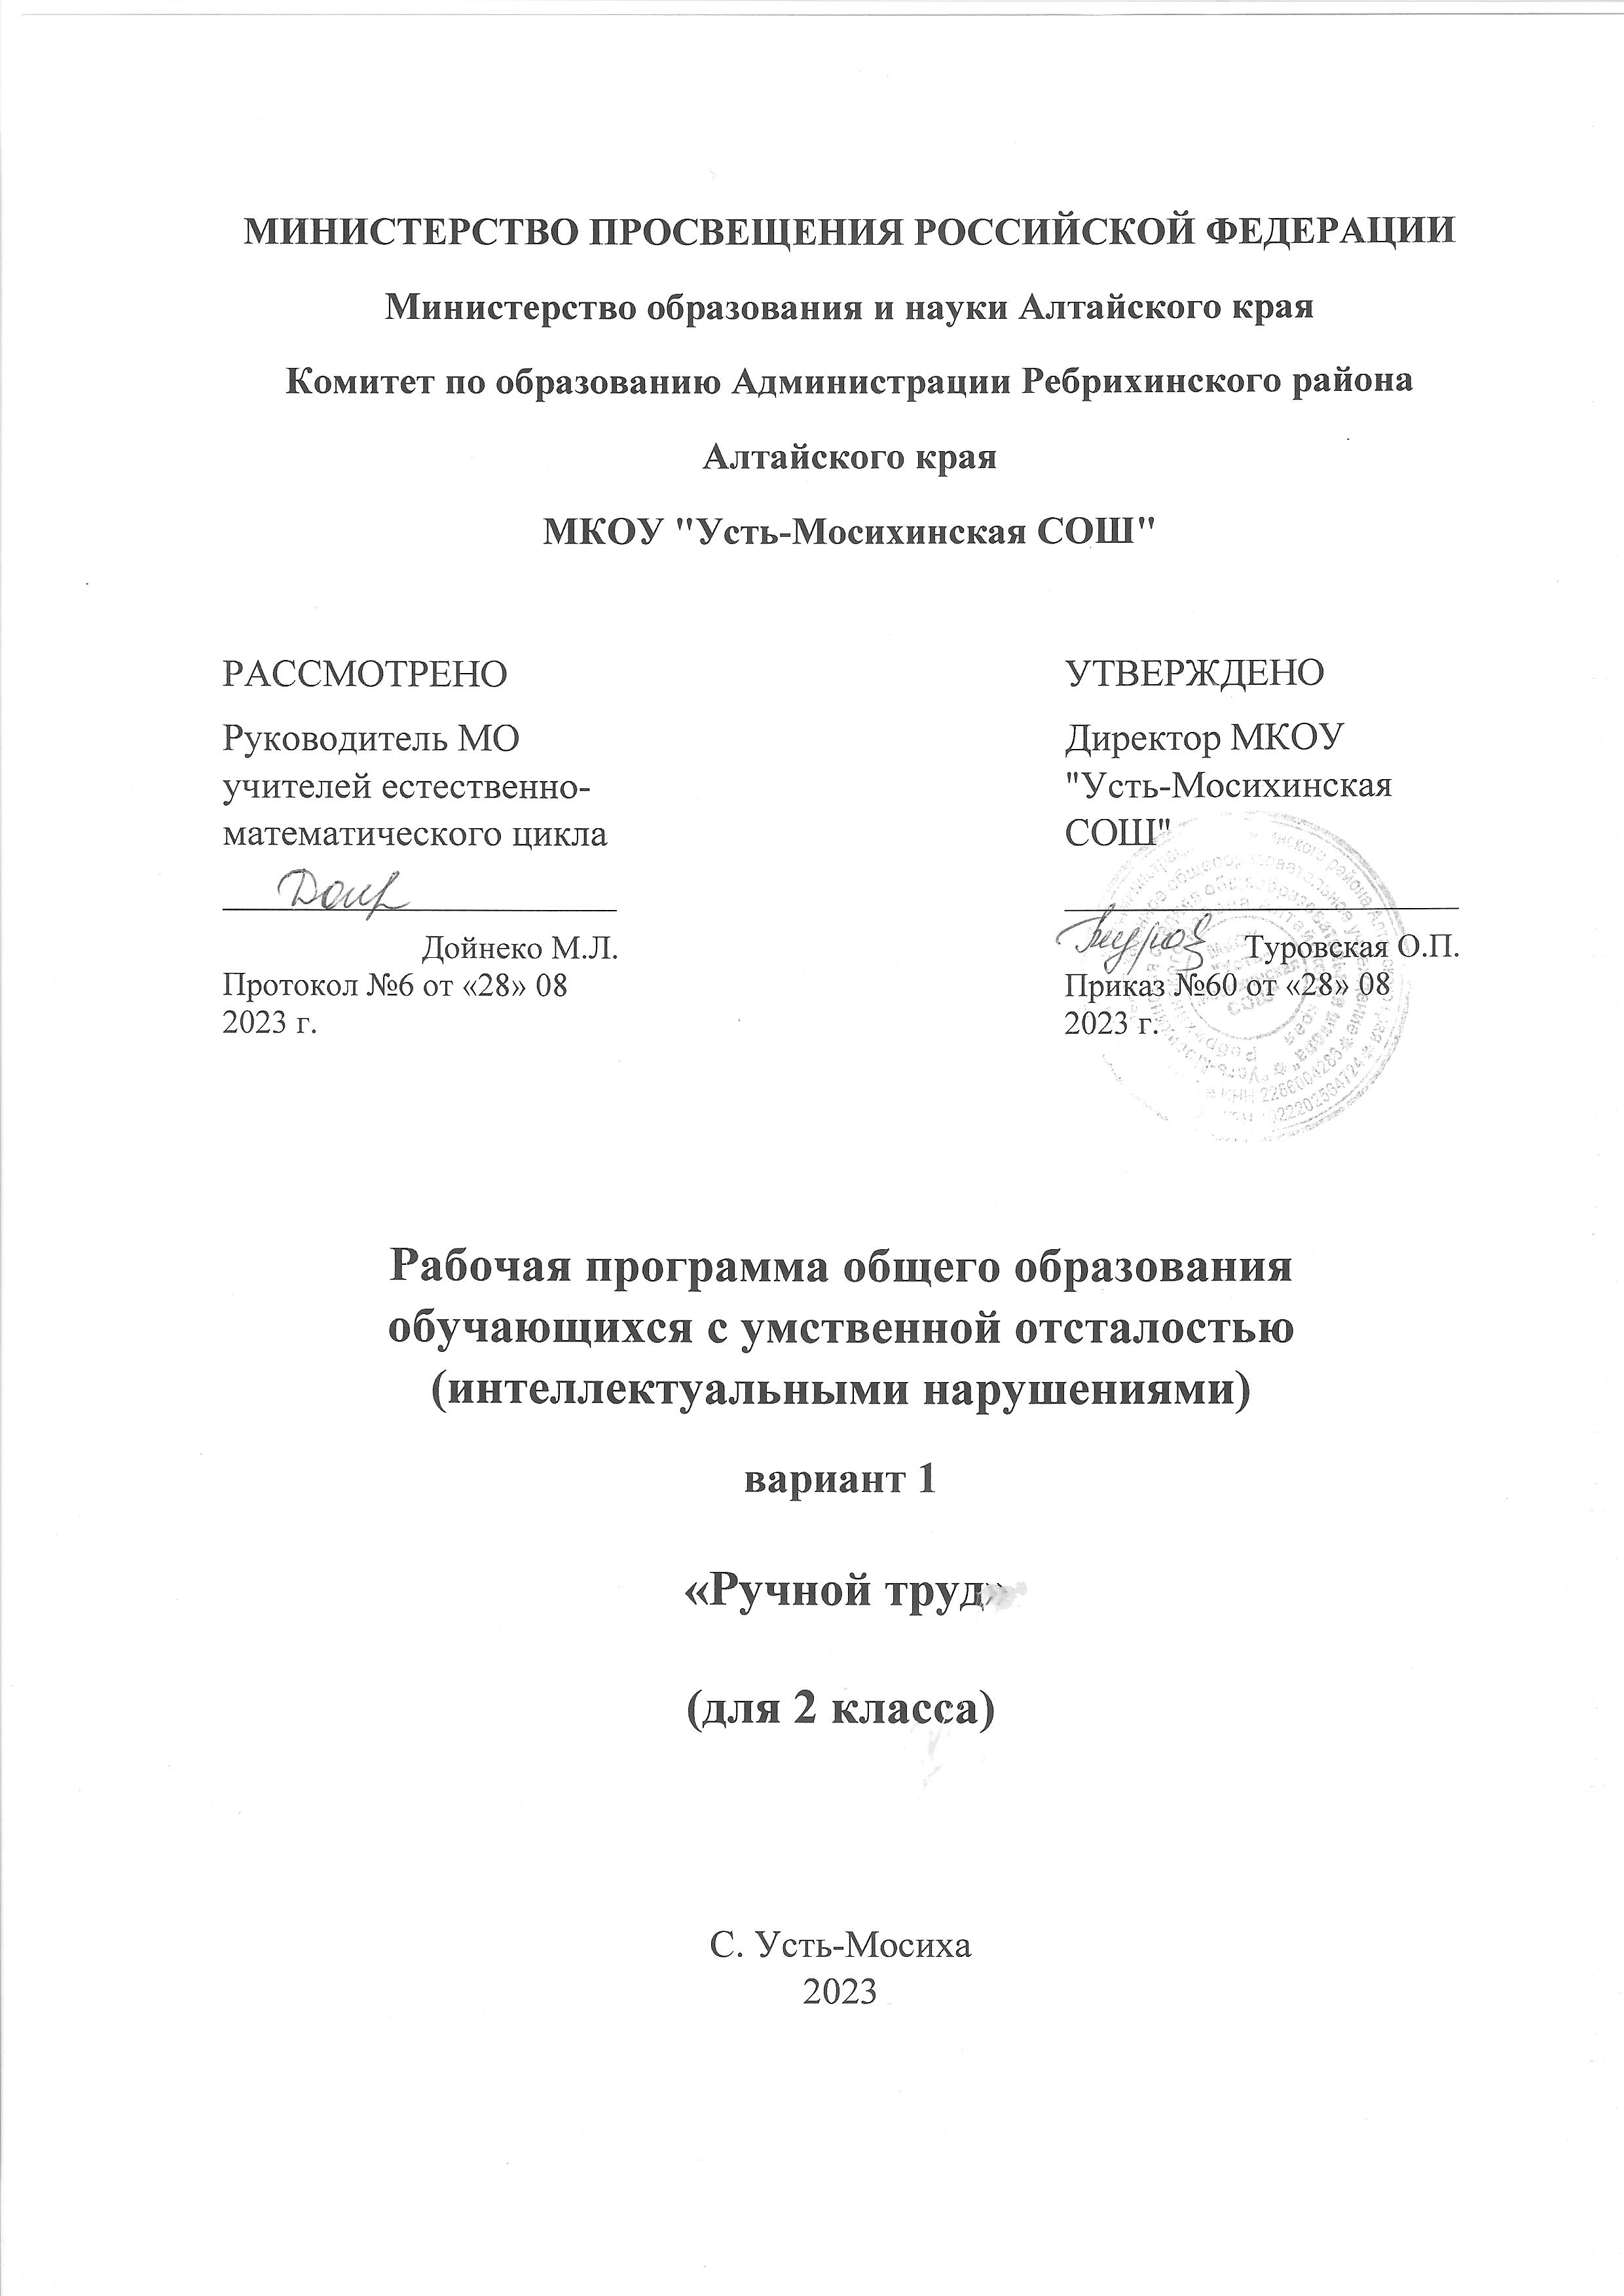 МИНИСТЕРСТВО ПРОСВЕЩЕНИЯ РОССИЙСКОЙ ФЕДЕРАЦИИ
Министерство образования и науки Алтайского края
Комитет по образованию Администрации Ребрихинского района
Алтайского края
МКОУ "Усть-Мосихинская СОШ"
РАССМОТРЕНО
Руководитель МО
учителей естественно-
математического цикла
Дойнеко М.Л.
Протокол №6 от «28» 08
2023 г.
УТВЕРЖДЕНО
Директор МКОУ
"Усть-Мосихинская
СОШ"
Туровская О.П.
Приказ №60 от «28» 08
2023 г.
Рабочая программа общего образования
обучающихся с умственной отсталостью
(интеллектуальными нарушениями)
вариант 1
«Ручной труд»
(для 2 класса)
С. Усть-Мосиха
2023